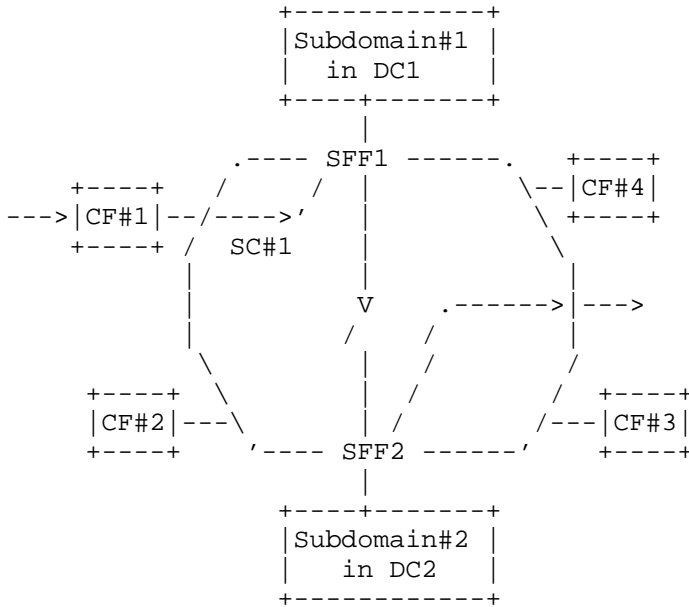 Subdomain#1
in DC1
SFF1
CF#4
CF#1
SC#1
V
CF#2
CF#3
SFF2
Subdomain#2
in DC2